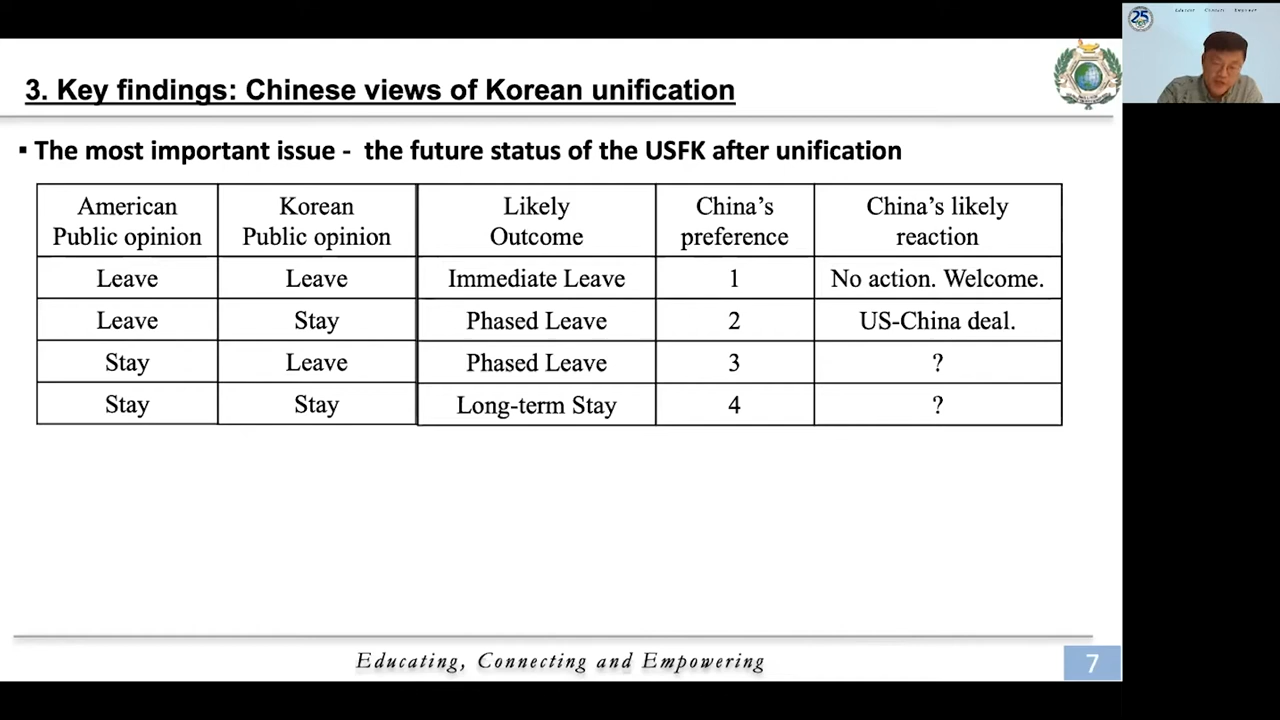 3. Key findings: Chinese views of Korean unification
▪ The most important issue - the future status of the USFK after unification
American Public opinion | Korean Public opinion | Likely Outcome | China's preference | China's likely reaction
Leave | Leave | Immediate Leave | 1 | No action. Welcome.
Leave | Stay | Phased Leave | 2 | US-China deal.
Stay | Leave | Phased Leave | 3 | ?
Stay | Stay | Long-term Stay | 4 | ?
Educating, Connecting and Empowering
7
25